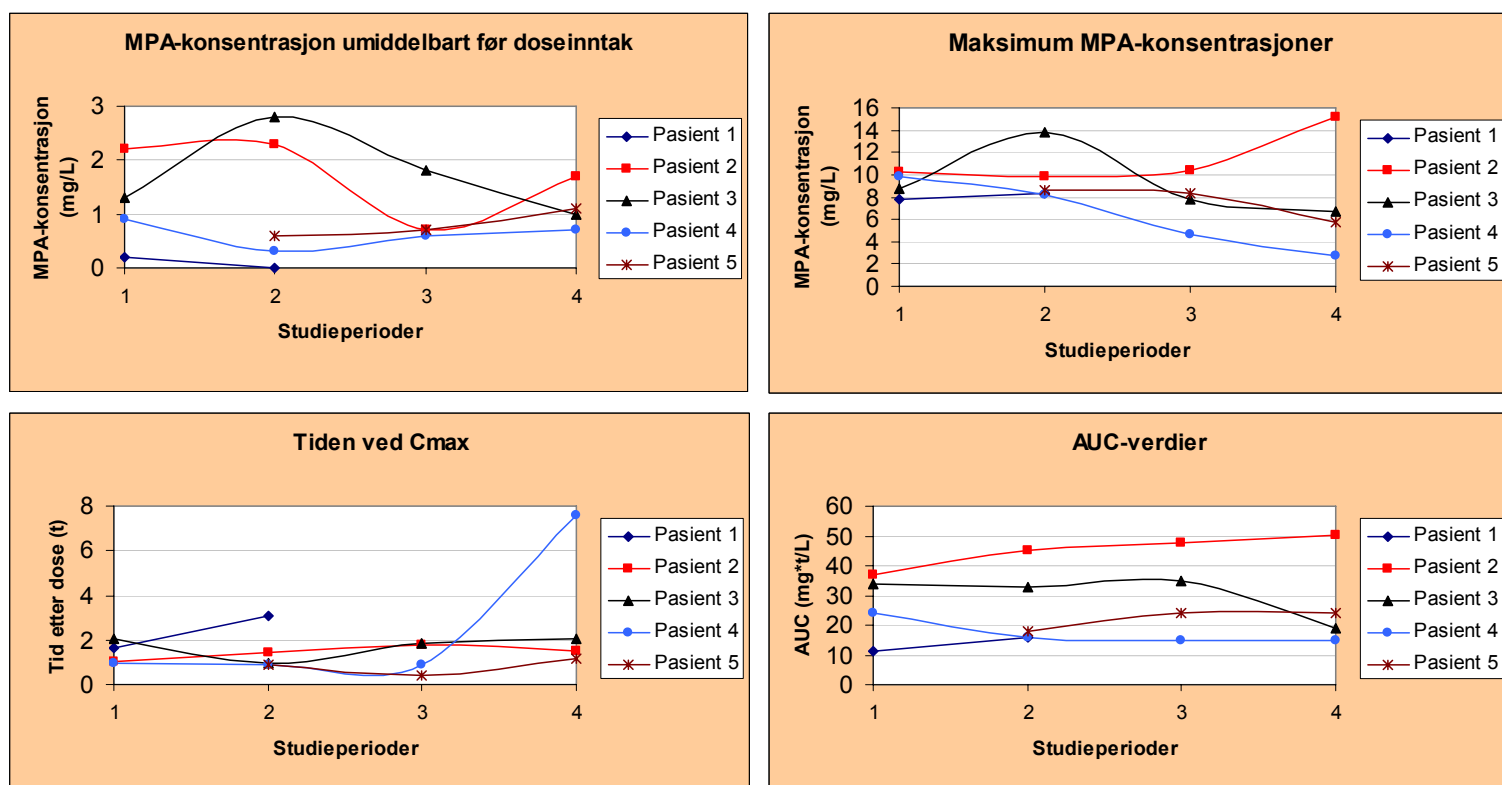 MPA-konsentrasjon umiddelbart før doseinntak
MPA-konsentrasjon
(mg/L)
3
2
1
0
1
2
3
4
Studieperioder
Pasient 1
Pasient 2
Pasient 3
Pasient 4
Pasient 5
Maksimum MPA-konsentrasjoner
MPA-konsentrasjon
(mg/L)
16
14
12
10
8
6
4
2
0
1
2
3
4
Studieperioder
Pasient 1
Pasient 2
Pasient 3
Pasient 4
Pasient 5
Tiden ved Cmax
Tid etter dose (t)
8
6
4
2
0
1
2
3
4
Studieperioder
Pasient 1
Pasient 2
Pasient 3
Pasient 4
Pasient 5
AUC-verdier
AUC (mg*t/L)
60
50
40
30
20
10
0
1
2
3
4
Studieperioder
Pasient 1
Pasient 2
Pasient 3
Pasient 4
Pasient 5